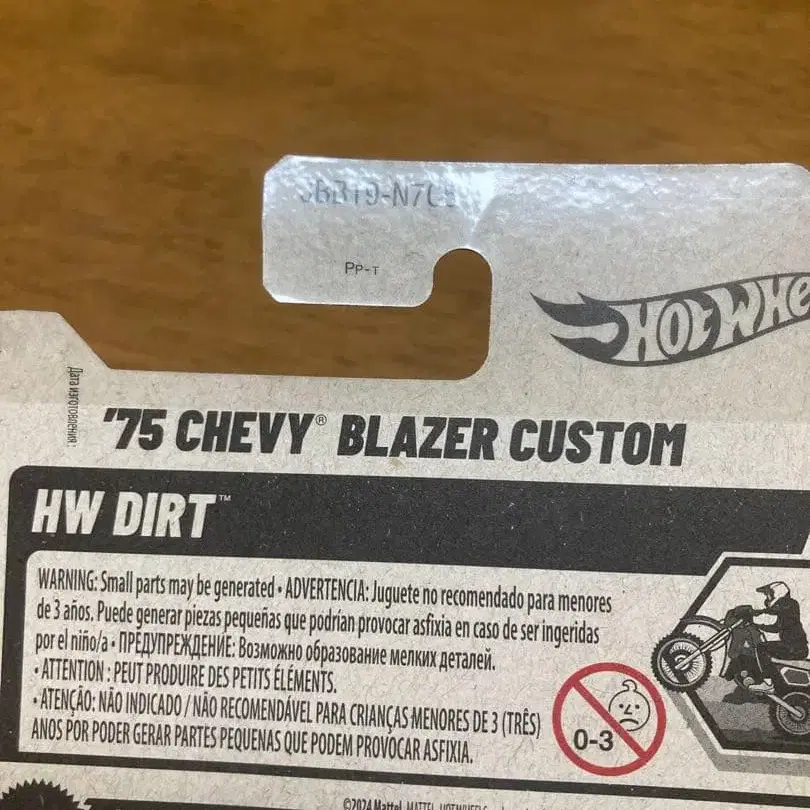 Pp-T
HOT WHE
Дата изготовления:
'75 CHEVY® BLAZER CUSTOM
HW DIRT™
WARNING: Small parts may be generated • ADVERTENCIA: Juguete no recomendado para menores
de 3 años. Puede generar piezas pequeñas que podrían provocar asfixia en caso de ser ingeridas
por el niño/a • ПРЕДУПРЕЖДЕНИЕ: Возможно образование мелких деталей.
• ATTENTION : PEUT PRODUIRE DES PETITS ÉLÉMENTS.
• ATENÇÃO: NÃO INDICADO / NÃO RECOMENDÁVEL PARA CRIANÇAS MENORES DE 3 (TRÊS)
ANOS POR PODER GERAR PARTES PEQUENAS QUE PODEM PROVOCAR ASFIXIA.
0-3
©2024 Mattel.